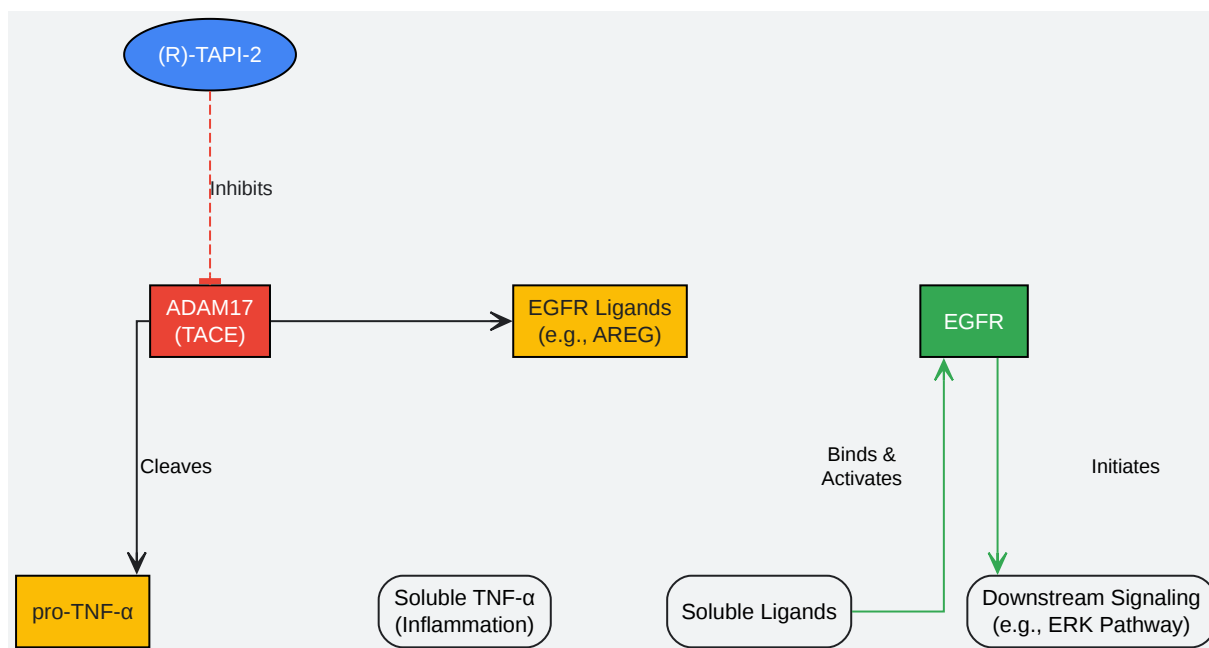 (R)-TAPI-2
Inhibits
ADAM17
(TACE)
EGFR Ligands
(e.g., AREG)
EGFR
Cleaves
Binds &
Activates
Initiates
pro-TNF-α
Soluble TNF-α
(Inflammation)
Soluble Ligands
Downstream Signaling
(e.g., ERK Pathway)